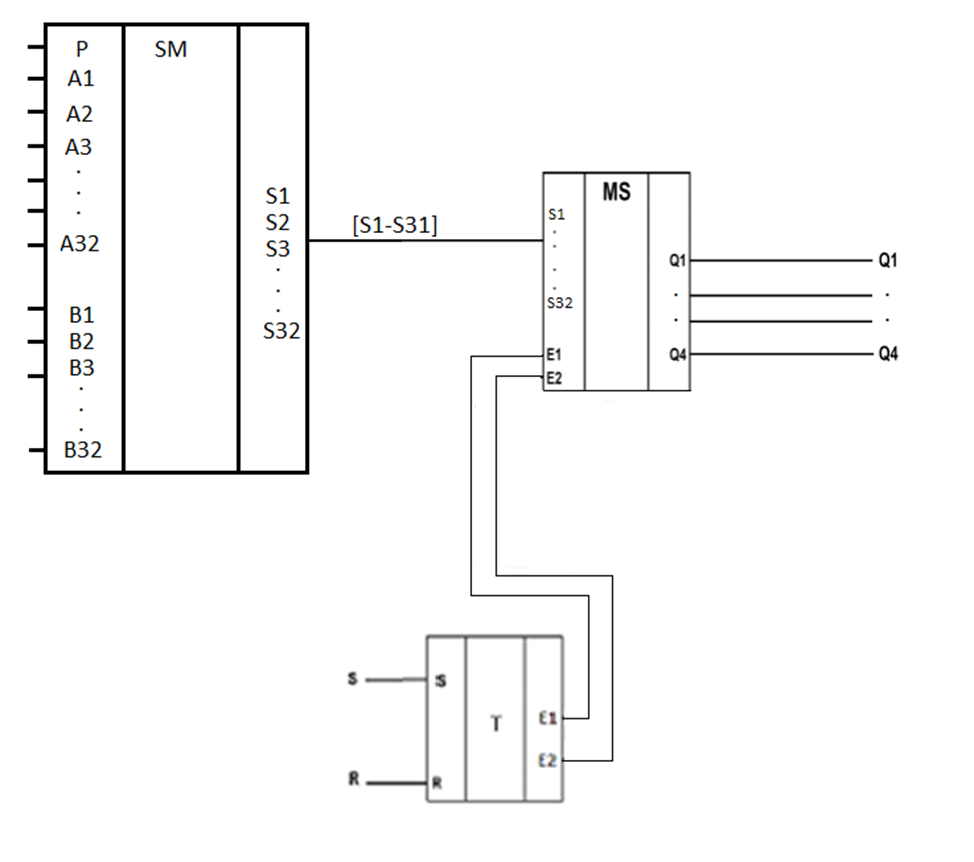 P
SM
A1
A2
A3
.
.
.
A32
B1
B2
B3
.
.
.
B32
S1
S2
S3
.
.
.
S32
[S1-S31]
MS
S1
.
.
.
.
S32
E1
E2
Q1
.
.
Q4
Q1
.
.
Q4
S
S
T
E1
E2
R
R